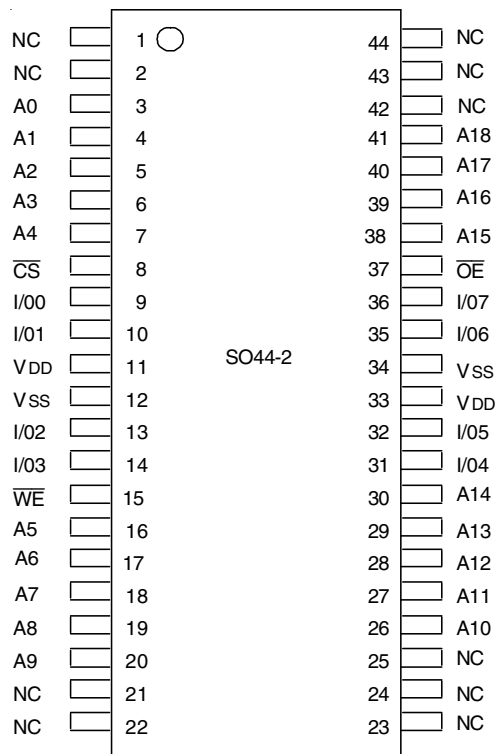 NC 1 44 NC
NC 2 43 NC
A0 3 42 NC
A1 4 41 A18
A2 5 40 A17
A3 6 39 A16
A4 7 38 A15
C̅S̅ 8 37 O̅E̅
I/00 9 36 I/07
I/01 10 35 I/06
VDD 11 SO44-2 34 VSS
VSS 12 33 VDD
I/02 13 32 I/05
I/03 14 31 I/04
W̅E̅ 15 30 A14
A5 16 29 A13
A6 17 28 A12
A7 18 27 A11
A8 19 26 A10
A9 20 25 NC
NC 21 24 NC
NC 22 23 NC